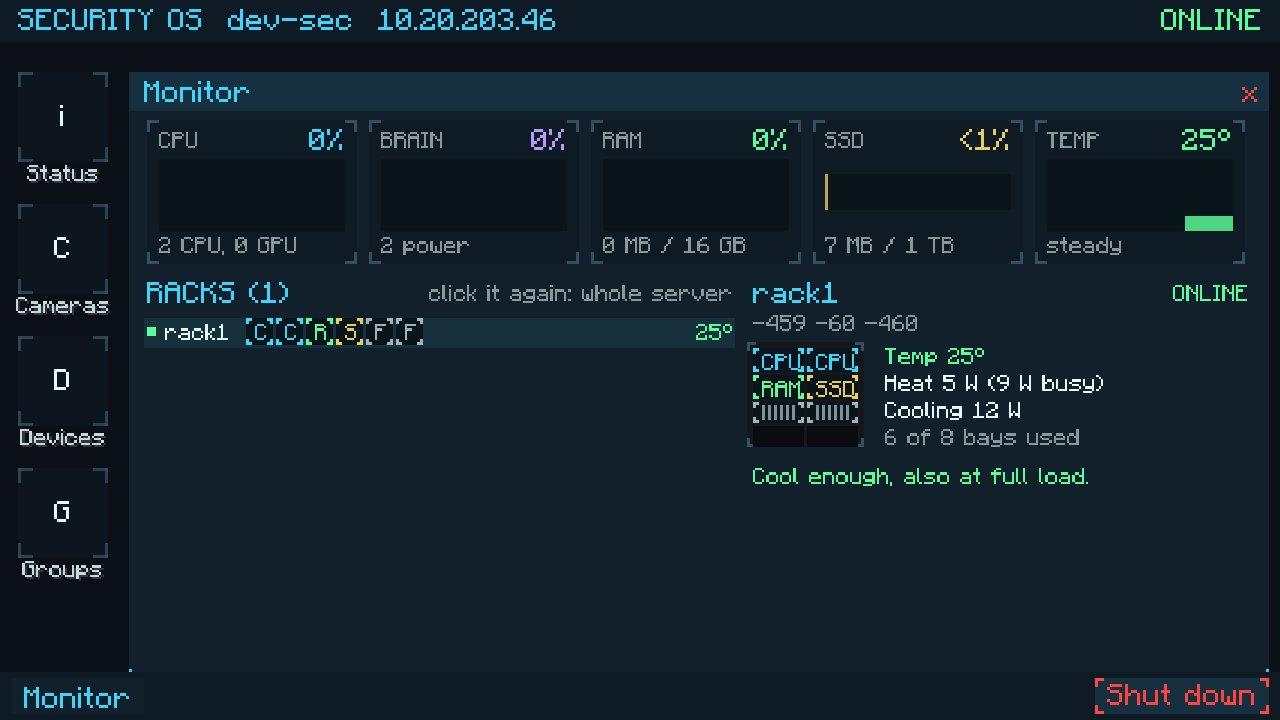 SECURITY OS dev-sec 10.20.203.46 ONLINE
i
Status
C
Cameras
D
Devices
G
Groups
Monitor x
CPU 0%
2 CPU, 0 GPU
BRAIN 0%
2 power
RAM 0%
0 MB / 16 GB
SSD <1%
7 MB / 1 TB
TEMP 25°
steady
RACKS (1) click it again: whole server
rack1 C C R S F F 25°
rack1 ONLINE
-459 -60 -460
CPU CPU
RAM SSD
Temp 25°
Heat 5 W (9 W busy)
Cooling 12 W
6 of 8 bays used
Cool enough, also at full load.
Monitor Shut down